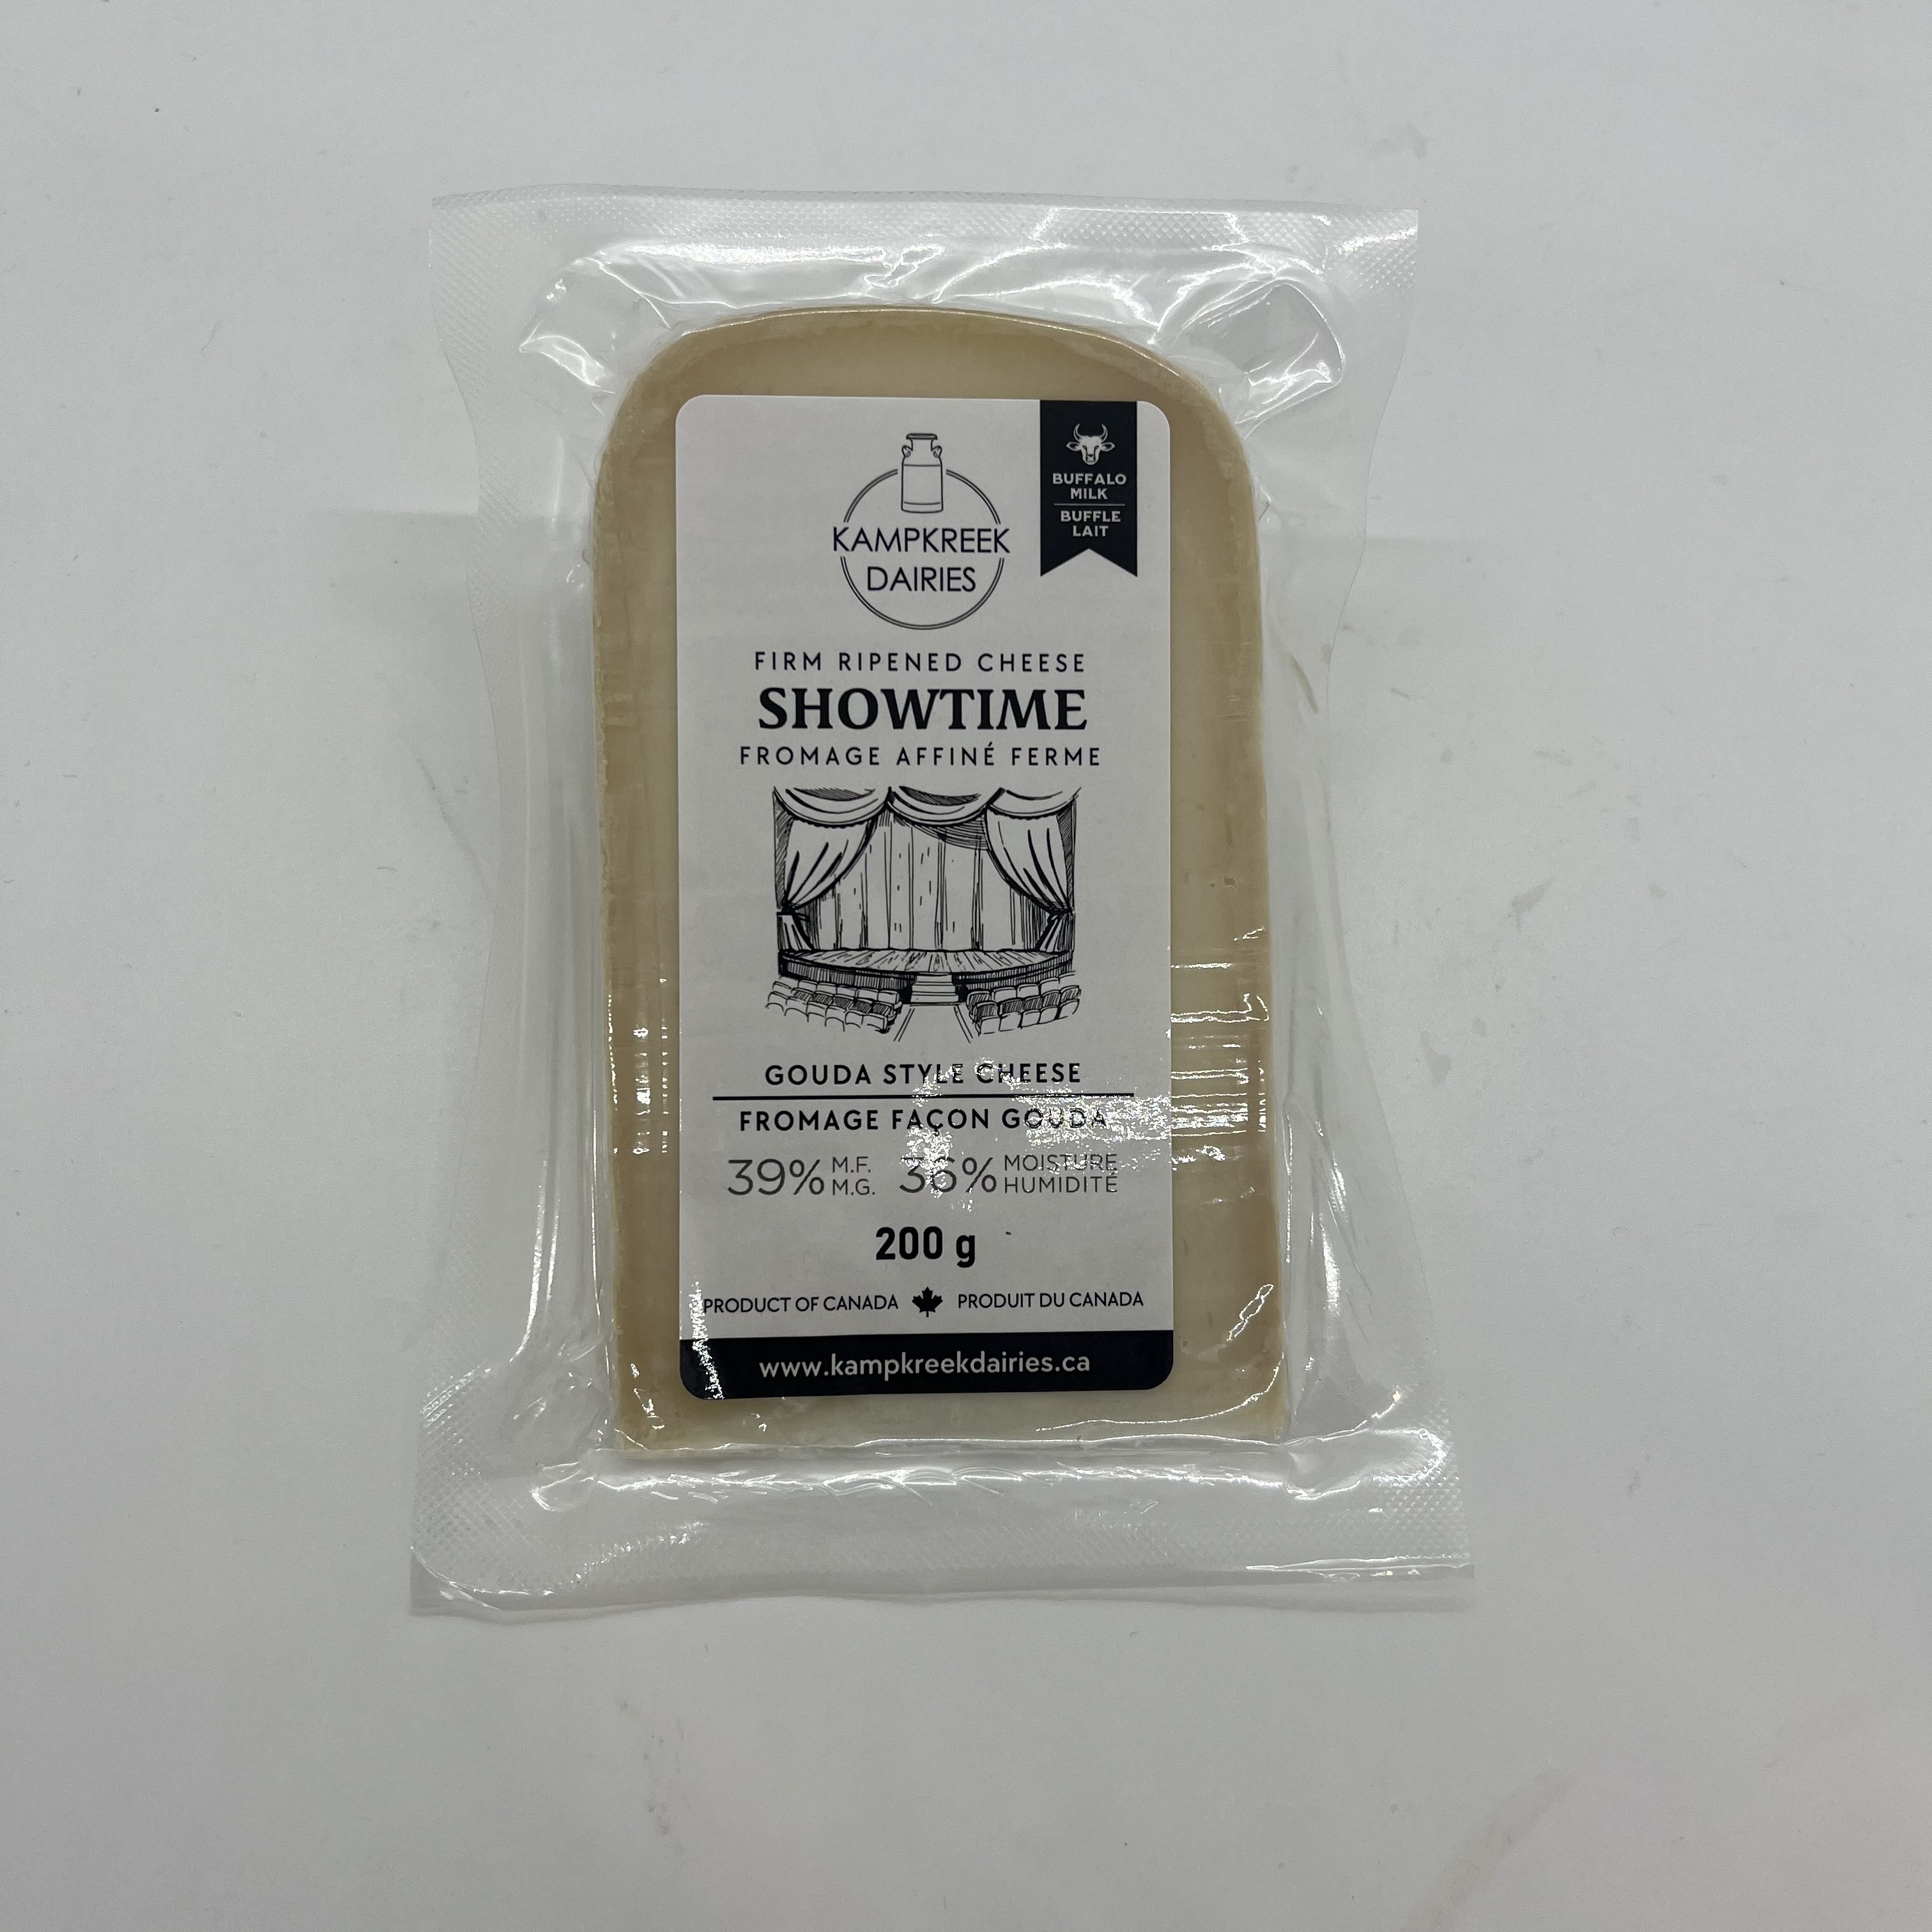 KAMPKREEK
DAIRIES
BUFFALO
MILK
BUFFLE
LAIT
FIRM RIPENED CHEESE
SHOWTIME
FROMAGE AFFINÉ FERME
GOUDA STYLE CHEESE
FROMAGE FAÇON GOUDA
39% M.F. M.G. 36% MOISTURE HUMIDITÉ
200 g
PRODUCT OF CANADA PRODUIT DU CANADA
www.kampkreekdairies.ca